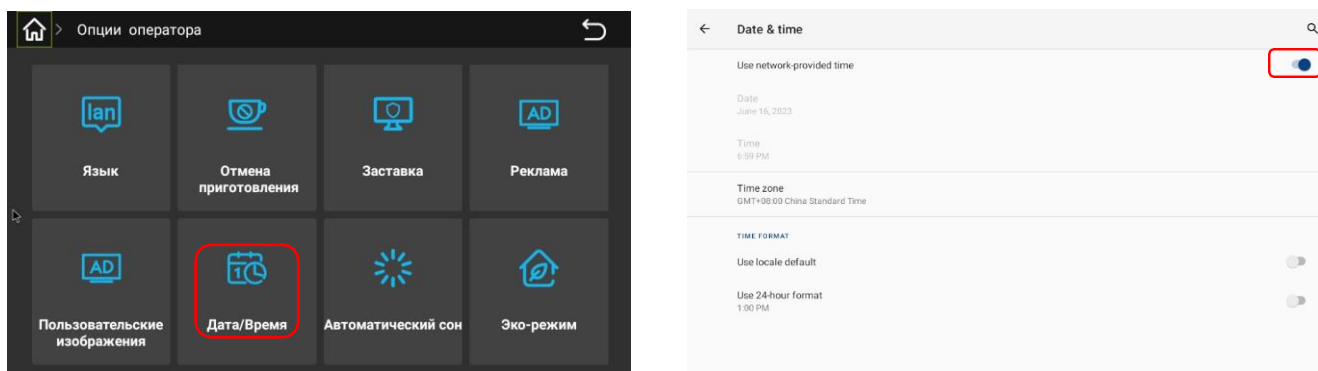 > Опции оператора
lan
AD
Язык
Отмена
приготовления
Заставка
Реклама
AD
1
Пользовательские
изображения
Дата/Время
Автоматический сон
Эко-режим
Date & time
Use network-provided time
Date
June 16, 2023
Time
6:59 PM
Time zone
GMT+08:00 China Standard Time
TIME FORMAT
Use locale default
Use 24-hour format
1:00 PM